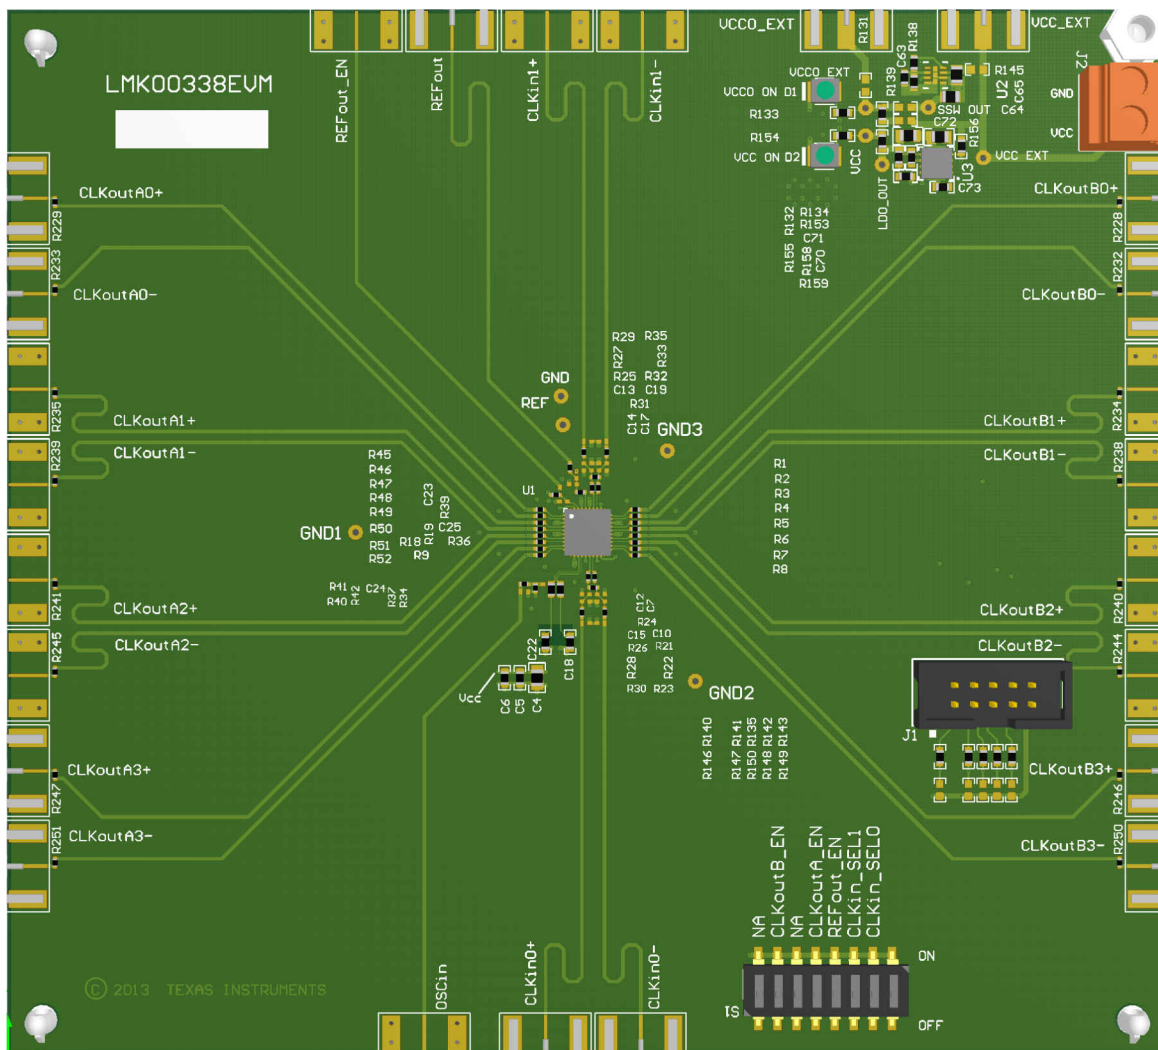 LMK00338EVM
REFout_EN
REFout
CLKin1+
CLKin1-
VCCO_EXT
R131
VCC_EXT
J2
GND
VCC
VCCO EXT
VCCO ON D1
R133
R154
VCC ON D2
VCC
R139
C63
R138
U2
R145
C65
C64
SSW OUT
C72
R156
LDO_OUT
U3
C73
VCC EXT
R132
R134
R153
R155
C71
R158
C70
R159
CLKoutA0+
R229
R233
CLKoutA0-
R235
CLKoutA1+
R239
CLKoutA1-
R241
CLKoutA2+
R245
CLKoutA2-
CLKoutA3+
R247
CLKoutA3-
R251
CLKoutB0+
R228
R232
CLKoutB0-
R234
CLKoutB1+
R238
CLKoutB1-
R240
CLKoutB2+
R244
CLKoutB2-
CLKoutB3+
R246
CLKoutB3-
R250
R29 R35
R27 R33
R25 R32
C13 C19
R31
C14 C17
GND
REF
GND3
R45
R46
R47
R48
R49
R50
R51
R52
C23
R39
C25
R19
R18
R36
R9
U1
GND1
R41
R40
R42
C24
R37
R34
R1
R2
R3
R4
R5
R6
R7
R8
C12
C7
R24
C15 C10
R26 R21
R28 R22
R30 R23
GND2
C22
C18
Vcc
C6
C5
C4
R146 R140
R147 R141
R150 R135
R148 R142
R149 R143
J1
NA
CLKoutB_EN
NA
CLKoutA_EN
REFout_EN
CLKin_SEL1
CLKin_SEL0
ON
OFF
S1
© 2013 TEXAS INSTRUMENTS
OSCin
CLKin0+
CLKin0-